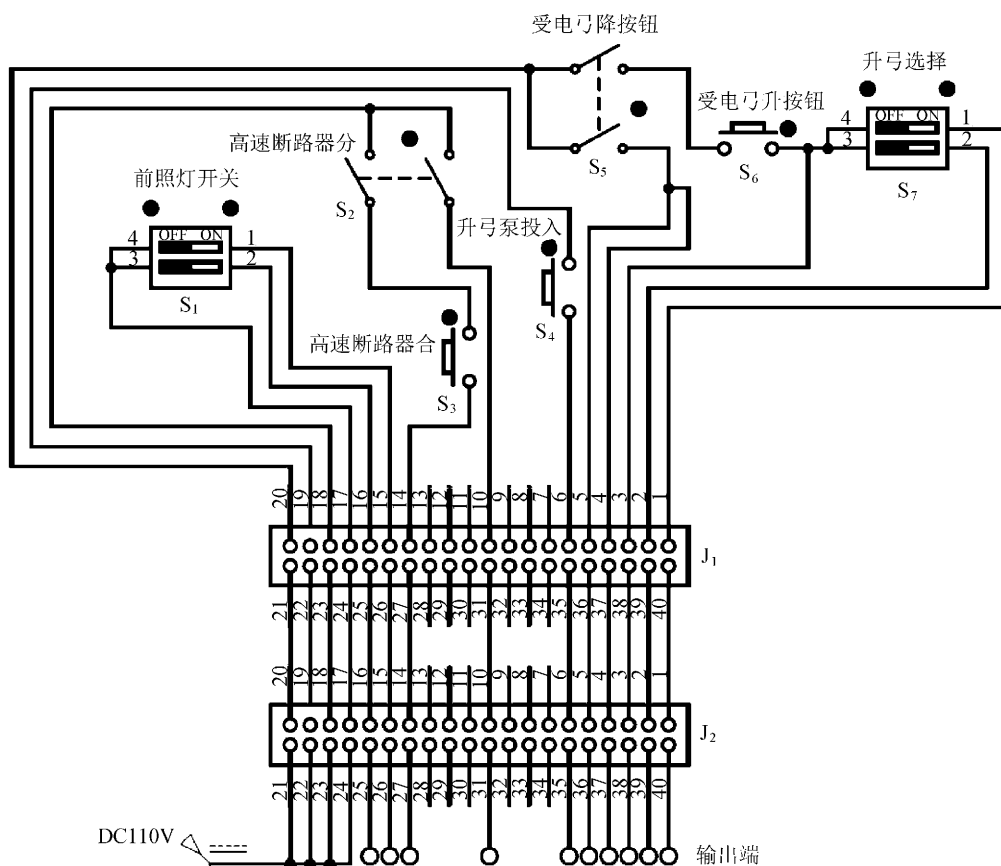 受电弓降按钮
升弓选择
受电弓升按钮
4 OFF ON 1
3 2
S5
S6
S7
高速断路器分
前照灯开关
S2
升弓泵投入
4 OFF ON 1
3 2
S1
高速断路器合
S4
S3
20 19 18 17 16 15 14 13 12 11 10 9 8 7 6 5 4 3 2 1
J1
21 22 23 24 25 26 27 28 29 30 31 32 33 34 35 36 37 38 39 40
20 19 18 17 16 15 14 13 12 11 10 9 8 7 6 5 4 3 2 1
J2
21 22 23 24 25 26 27 28 29 30 31 32 33 34 35 36 37 38 39 40
DC110V
输出端